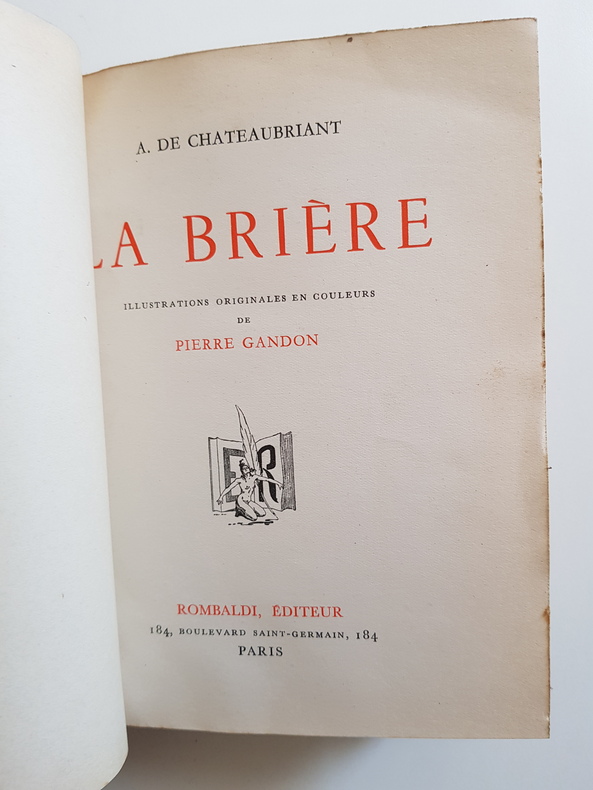 A. DE CHATEAUBRIANT
LA BRIÈRE
ILLUSTRATIONS ORIGINALES EN COULEURS
DE
PIERRE GANDON
ER
ROMBALDI, ÉDITEUR
184, BOULEVARD SAINT-GERMAIN, 184
PARIS